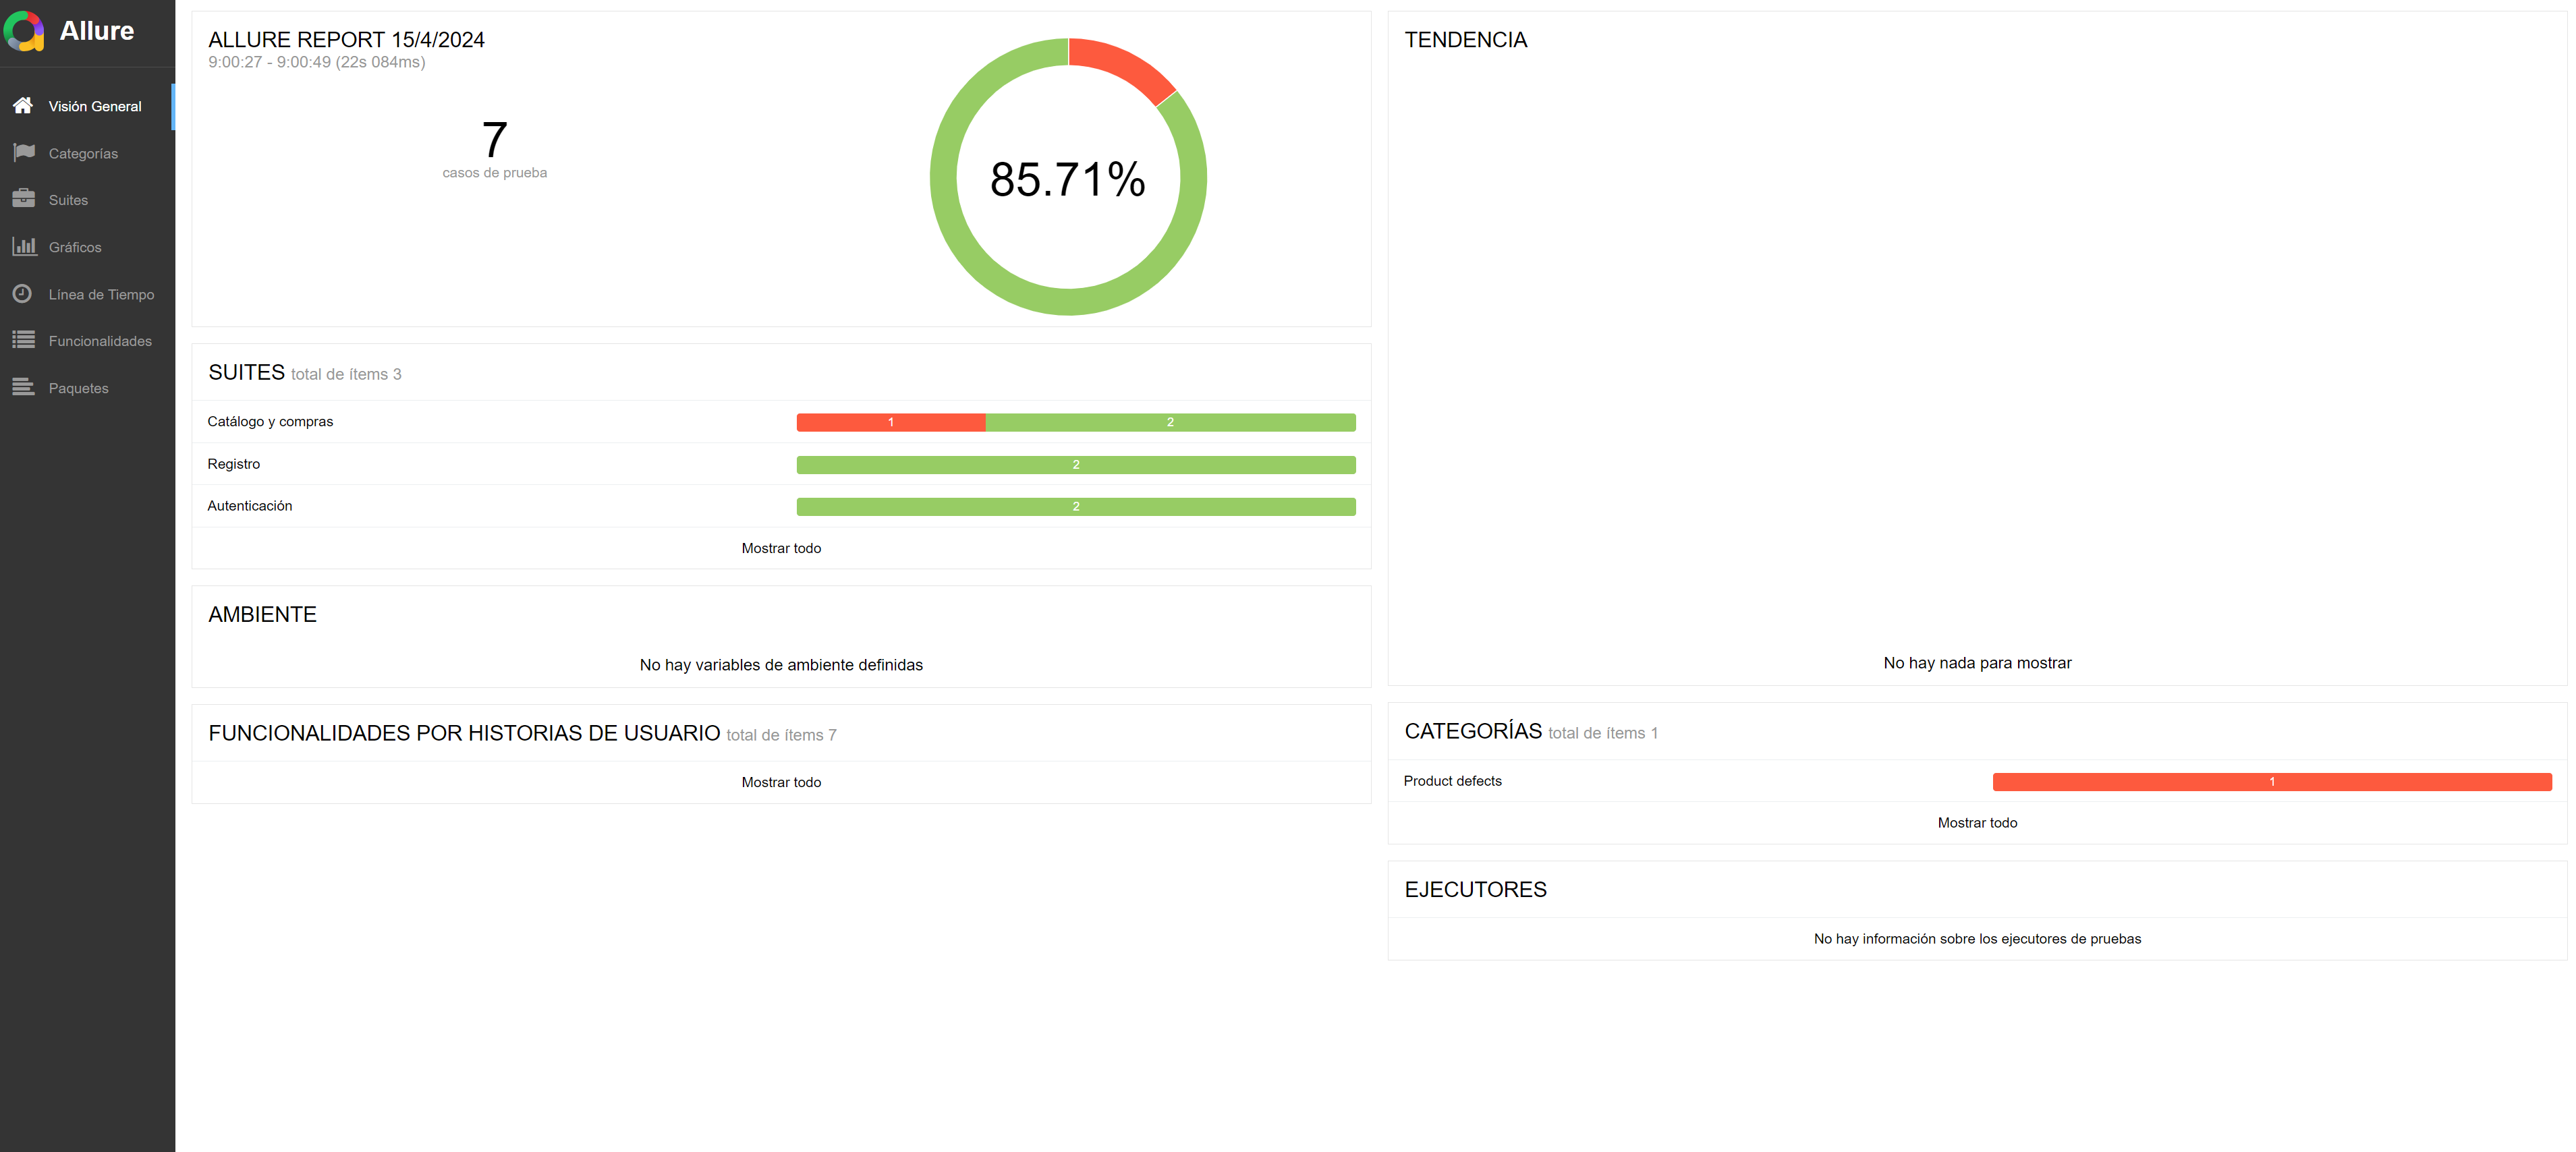 Allure
Visión General
Categorías
Suites
Gráficos
Línea de Tiempo
Funcionalidades
Paquetes
ALLURE REPORT 15/4/2024
9:00:27 - 9:00:49 (22s 084ms)
7
casos de prueba
85.71%
SUITES total de ítems 3
Catálogo y compras 1 2
Registro 2
Autenticación 2
Mostrar todo
AMBIENTE
No hay variables de ambiente definidas
FUNCIONALIDADES POR HISTORIAS DE USUARIO total de ítems 7
Mostrar todo
TENDENCIA
No hay nada para mostrar
CATEGORÍAS total de ítems 1
Product defects 1
Mostrar todo
EJECUTORES
No hay información sobre los ejecutores de pruebas